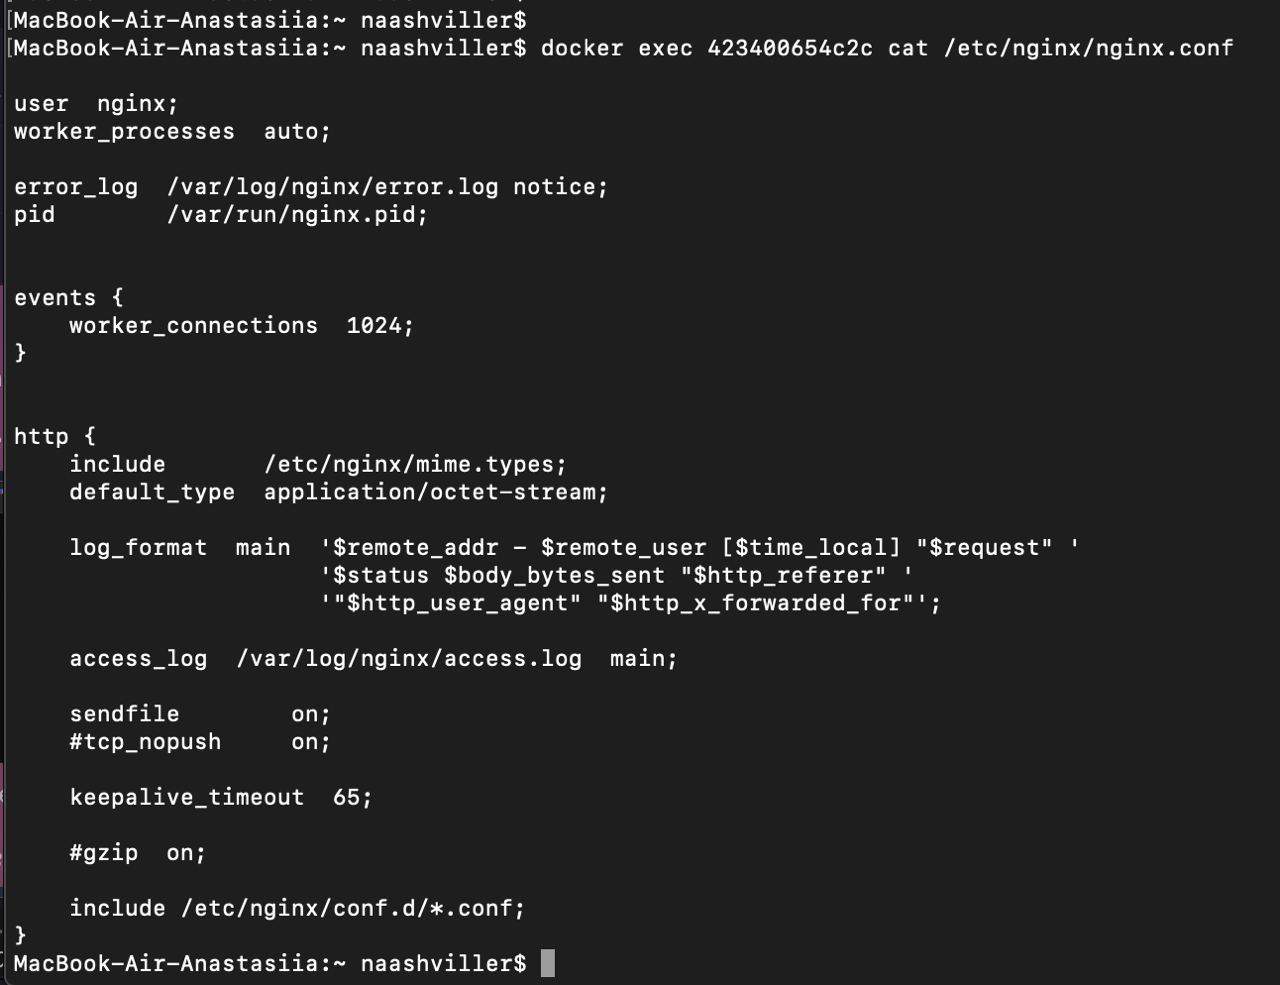 [MacBook-Air-Anastasiia:~ naashviller$
[MacBook-Air-Anastasiia:~ naashviller$ docker exec 423400654c2c cat /etc/nginx/nginx.conf
user  nginx;
worker_processes  auto;
error_log  /var/log/nginx/error.log notice;
pid        /var/run/nginx.pid;
events {
    worker_connections  1024;
}
http {
    include       /etc/nginx/mime.types;
    default_type  application/octet-stream;
    log_format  main  '$remote_addr - $remote_user [$time_local] "$request" '
                      '$status $body_bytes_sent "$http_referer" '
                      '"$http_user_agent" "$http_x_forwarded_for"';
    access_log  /var/log/nginx/access.log  main;
    sendfile        on;
    #tcp_nopush     on;
    keepalive_timeout  65;
    #gzip  on;
    include /etc/nginx/conf.d/*.conf;
}
MacBook-Air-Anastasiia:~ naashviller$